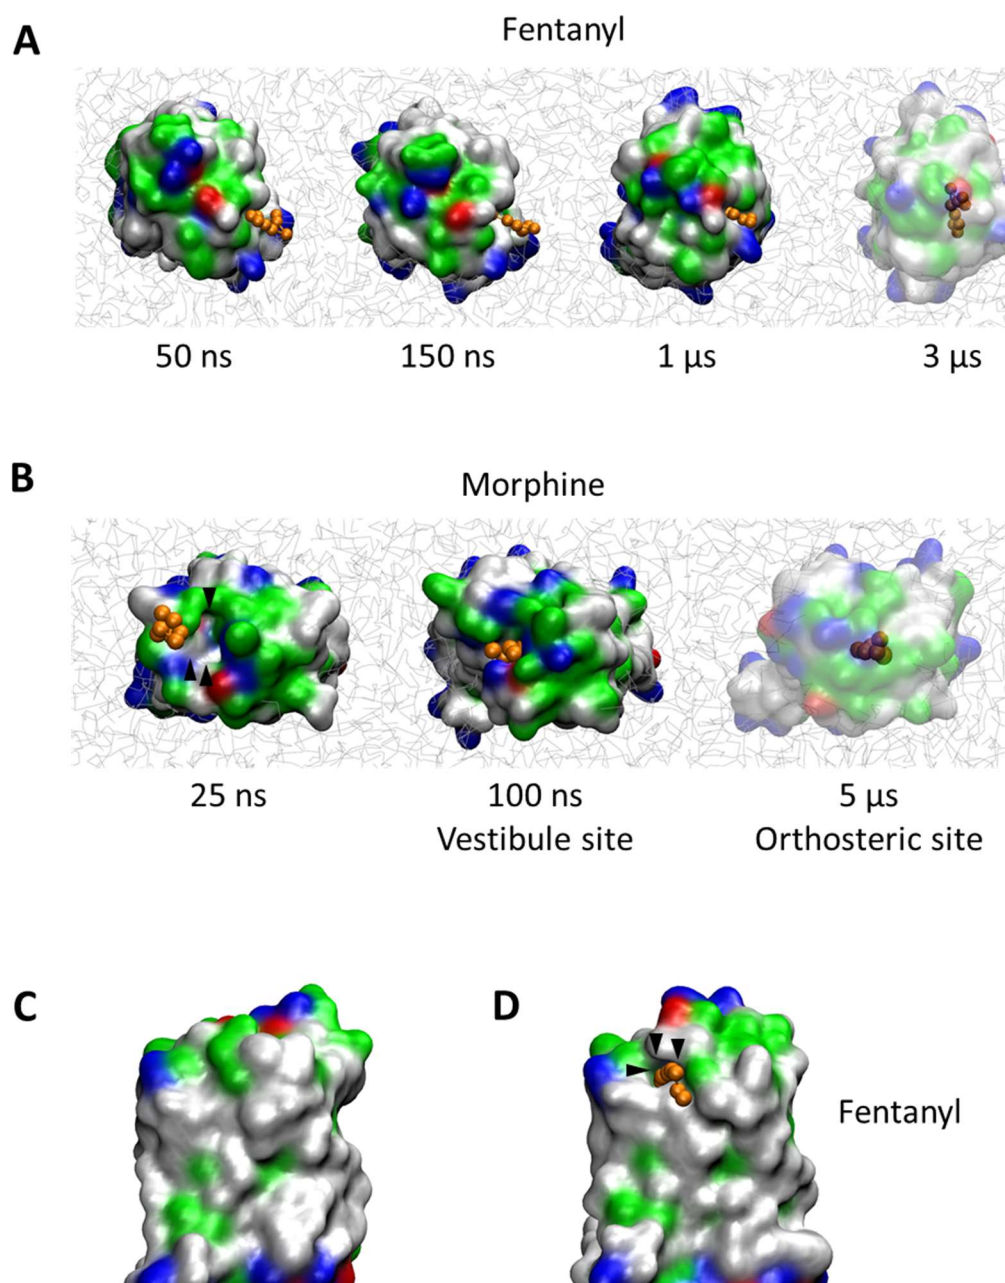 A
Fentanyl
50 ns
150 ns
1 µs
3 µs
B
Morphine
25 ns
100 ns
5 µs
Vestibule site
Orthosteric site
C
D
Fentanyl